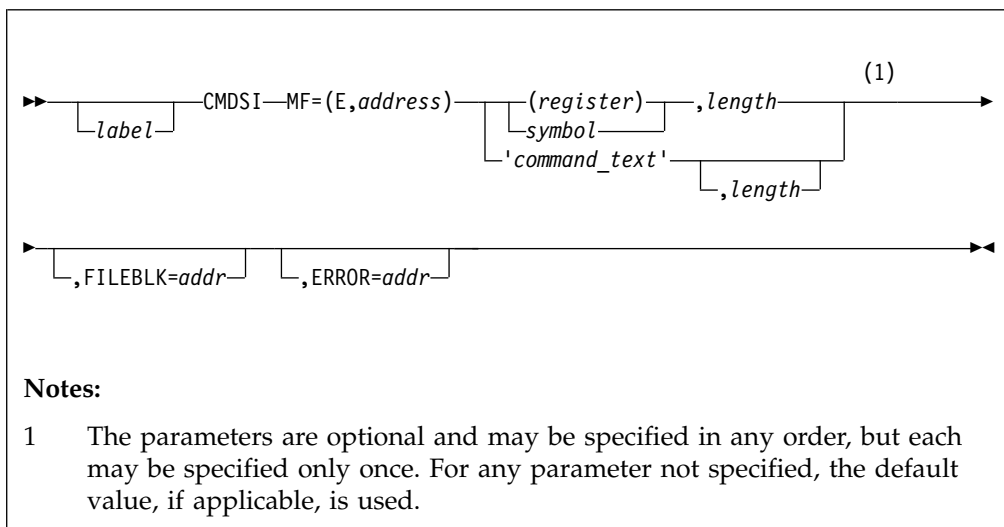 (1)
CMDSI MF=(E,address) (register) ,length
label symbol
'command_text'
,length
,FILEBLK=addr ,ERROR=addr
Notes:
1 The parameters are optional and may be specified in any order, but each
may be specified only once. For any parameter not specified, the default
value, if applicable, is used.